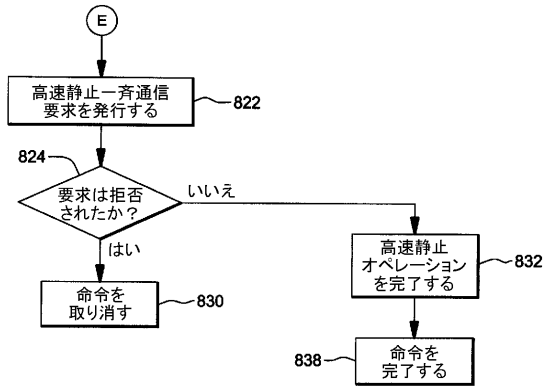 E
高速静止一斉通信
要求を発行する
822
824
要求は拒否
されたか？
いいえ
はい
高速静止
オペレーション
を完了する
832
命令を
取り消す
830
838
命令を
完了する